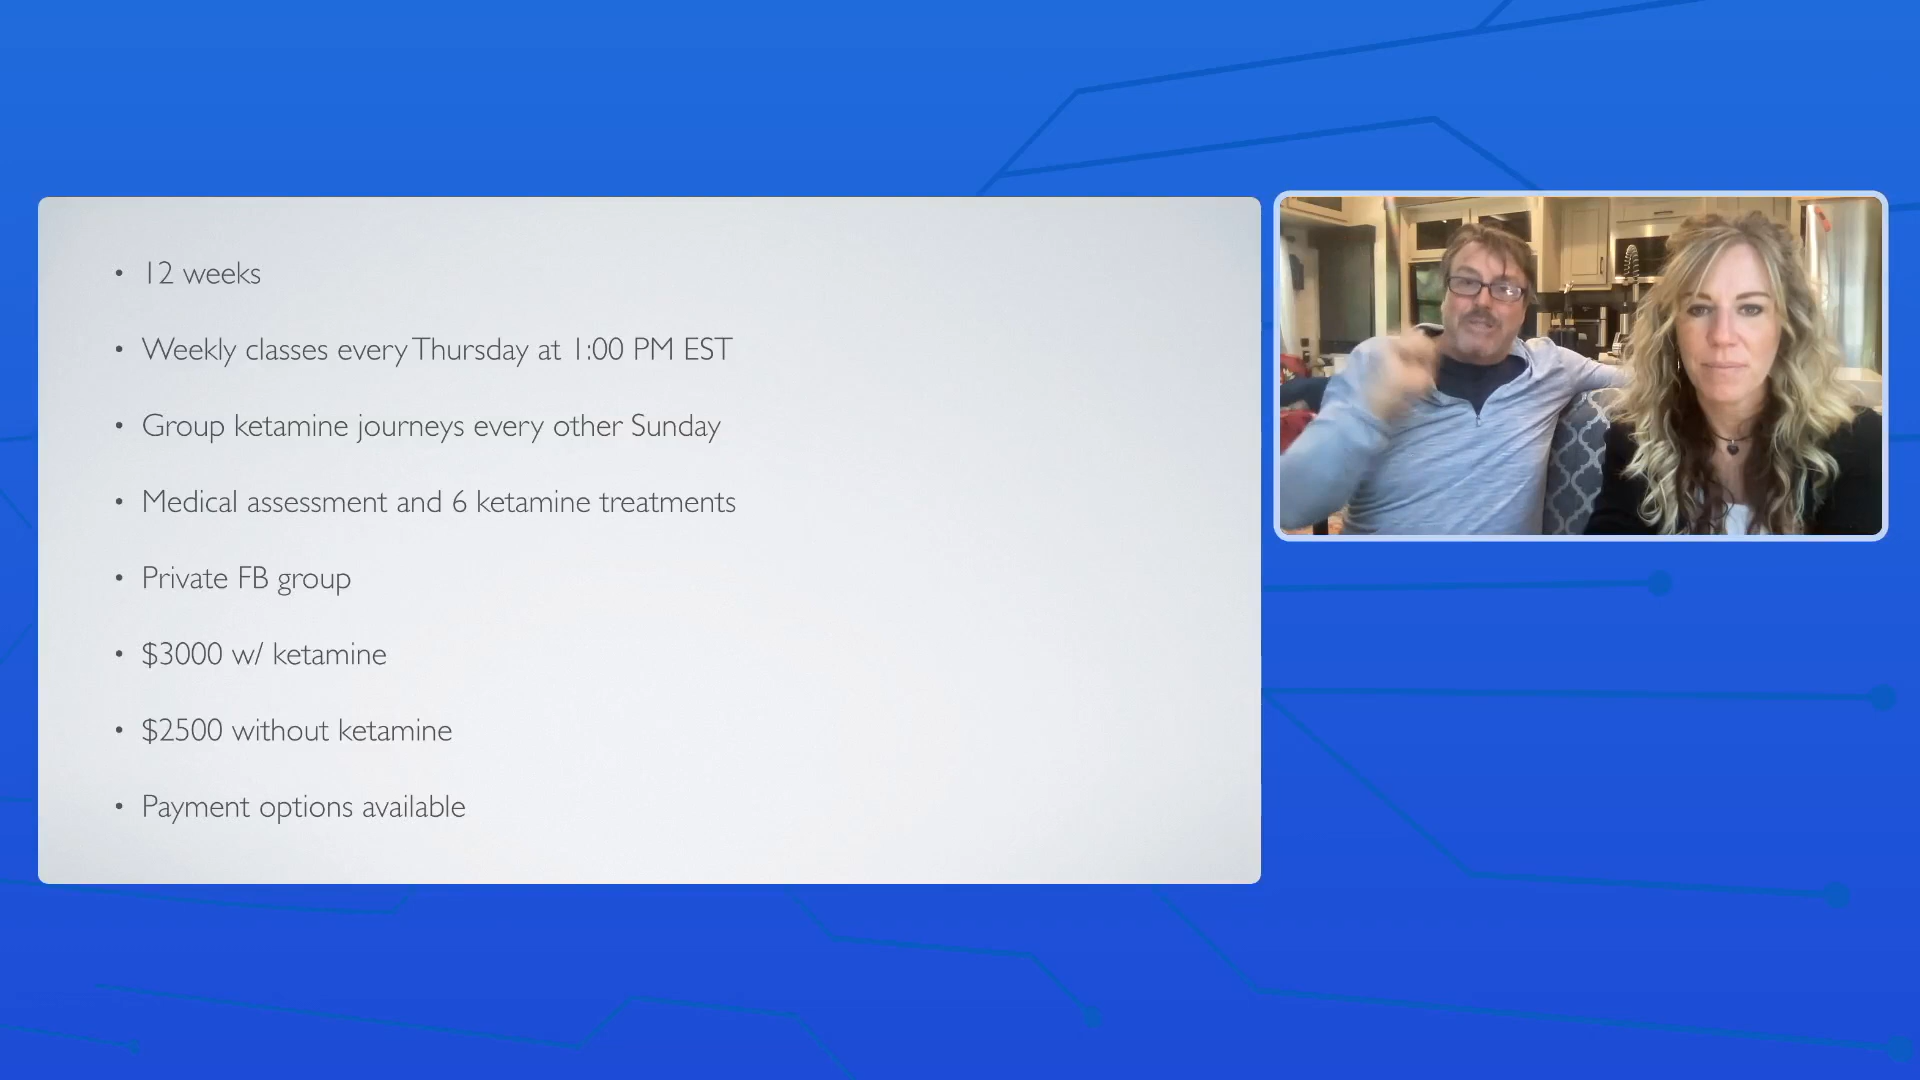 • 12 weeks
• Weekly classes every Thursday at 1:00 PM EST
• Group ketamine journeys every other Sunday
• Medical assessment and 6 ketamine treatments
• Private FB group
• $3000 w/ ketamine
• $2500 without ketamine
• Payment options available